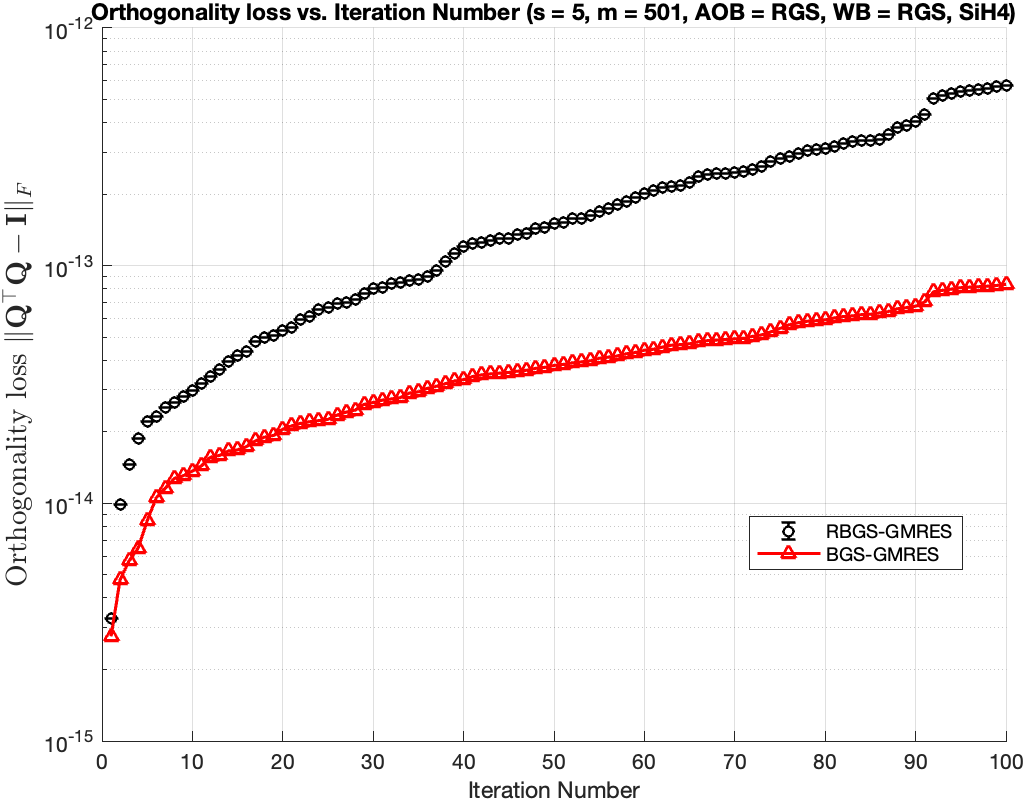 Orthogonality loss vs. Iteration Number (s = 5, m = 501, AOB = RGS, WB = RGS, SiH4)
Orthogonality loss ||Q⊤Q − I||_F
10^-12
10^-13
10^-14
10^-15
RBGS-GMRES
BGS-GMRES
0 10 20 30 40 50 60 70 80 90 100
Iteration Number